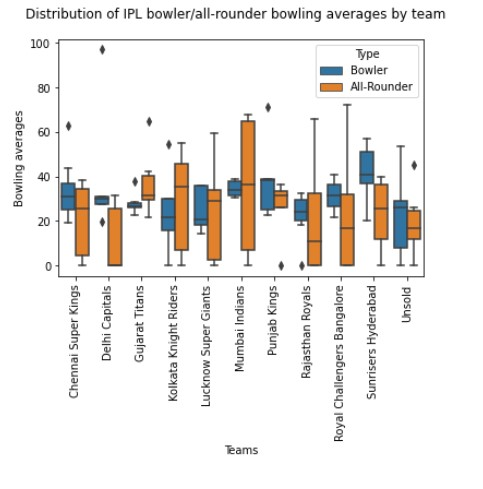 Distribution of IPL bowler/all-rounder bowling averages by team
Type
Bowler
All-Rounder
100
80
60
40
20
0
Bowling averages
Chennai Super Kings
Delhi Capitals
Gujarat Titans
Kolkata Knight Riders
Lucknow Super Giants
Mumbai Indians
Punjab Kings
Rajasthan Royals
Royal Challengers Bangalore
Sunrisers Hyderabad
Unsold
Teams